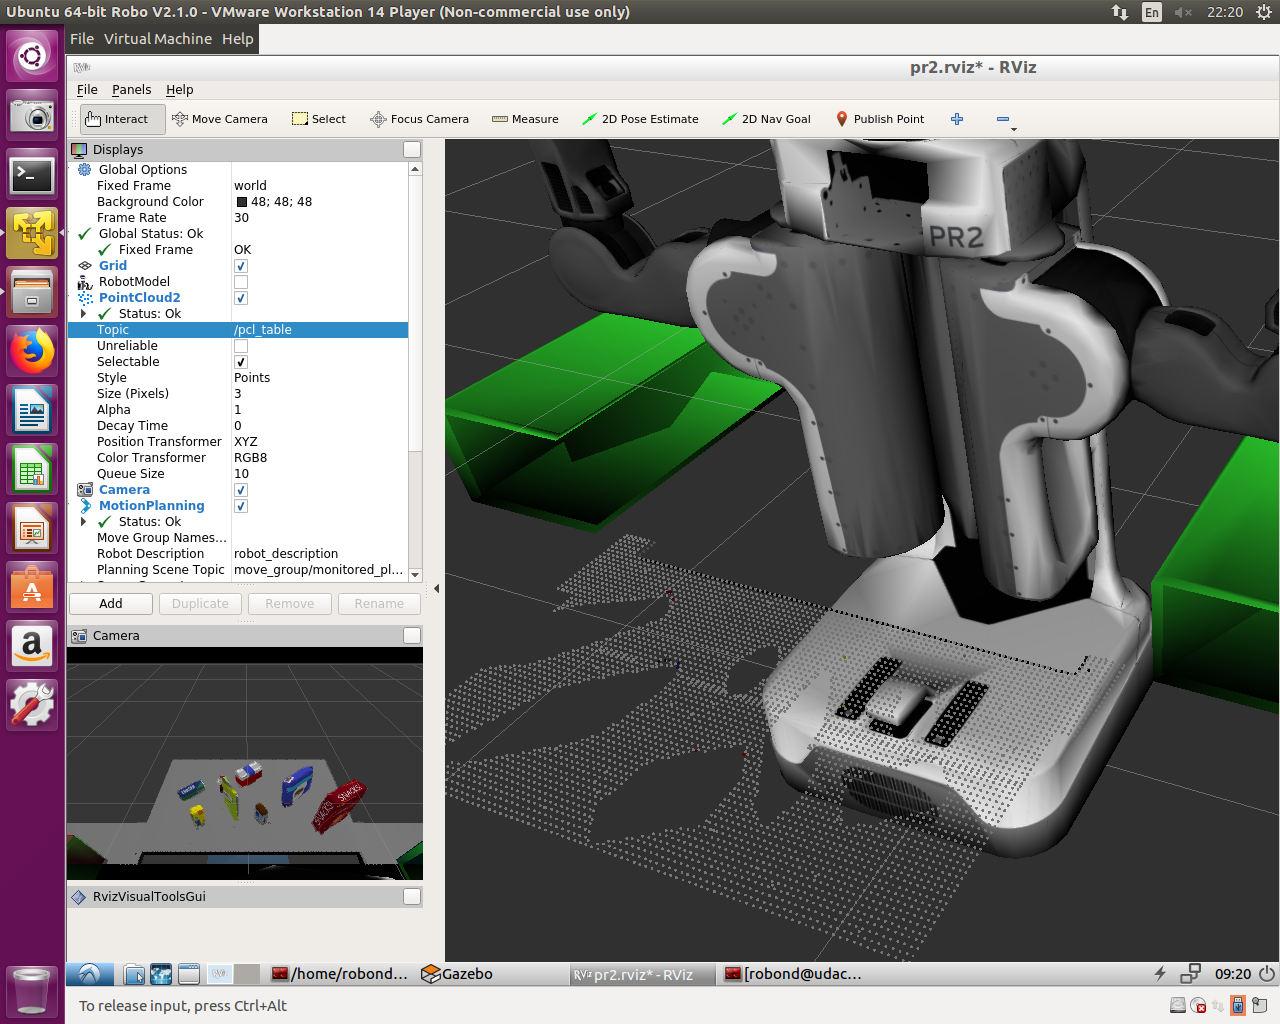 Ubuntu 64-bit Robo V2.1.0 - VMware Workstation 14 Player (Non-commercial use only)
En
22:20
File Virtual Machine Help
RViz
pr2.rviz* - RViz
File Panels Help
Interact
Move Camera
Select
Focus Camera
Measure
2D Pose Estimate
2D Nav Goal
Publish Point
Displays
Global Options
Fixed Frame world
Background Color 48; 48; 48
Frame Rate 30
Global Status: Ok
Fixed Frame OK
Grid
RobotModel
PointCloud2
Status: Ok
Topic /pcl_table
Unreliable
Selectable
Style Points
Size (Pixels) 3
Alpha 1
Decay Time 0
Position Transformer XYZ
Color Transformer RGB8
Queue Size 10
Camera
MotionPlanning
Status: Ok
Move Group Names...
Robot Description robot_description
Planning Scene Topic move_group/monitored_pl...
Add
Duplicate
Remove
Rename
Camera
SNACKS
SNACKS
RvizVisualToolsGui
PR2
/home/robond...
Gazebo
RViz pr2.rviz* - RViz
[robond@udac...
09:20
To release input, press Ctrl+Alt